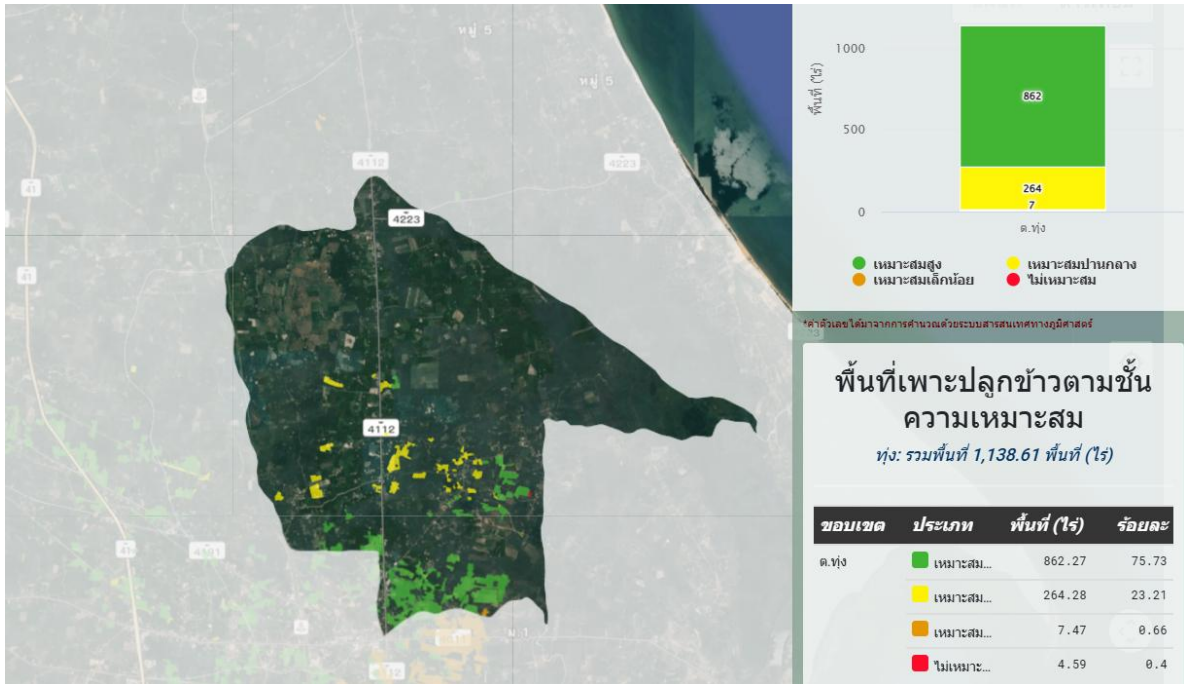 หมู่ 5
หมู่ 5
4112
4223
41
4223
41
4112
41
ม.1
1000
862
พื้นที่ (ไร่)
500
264
7
0
ต.ทุ่ง
เหมาะสมสูง
เหมาะสมปานกลาง
เหมาะสมเล็กน้อย
ไม่เหมาะสม
*ค่าตัวเลขได้มาจากการคำนวณด้วยระบบสารสนเทศทางภูมิศาสตร์
พื้นที่เพาะปลูกข้าวตามชั้น
ความเหมาะสม
ทุ่ง: รวมพื้นที่ 1,138.61 พื้นที่ (ไร่)
ขอบเขต ประเภท พื้นที่ (ไร่) ร้อยละ
ต.ทุ่ง เหมาะสม... 862.27 75.73
เหมาะสม... 264.28 23.21
เหมาะสม... 7.47 0.66
ไม่เหมาะ... 4.59 0.4